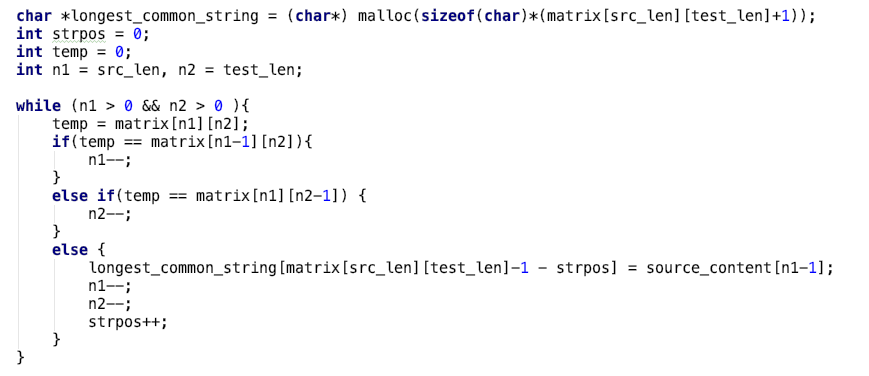 char *longest_common_string = (char*) malloc(sizeof(char)*(matrix[src_len][test_len]+1));
int strpos = 0;
int temp = 0;
int n1 = src_len, n2 = test_len;

while (n1 > 0 && n2 > 0 ){
    temp = matrix[n1][n2];
    if(temp == matrix[n1-1][n2]){
        n1--;
    }
    else if(temp == matrix[n1][n2-1]) {
        n2--;
    }
    else {
        longest_common_string[matrix[src_len][test_len]-1 - strpos] = source_content[n1-1];
        n1--;
        n2--;
        strpos++;
    }
}